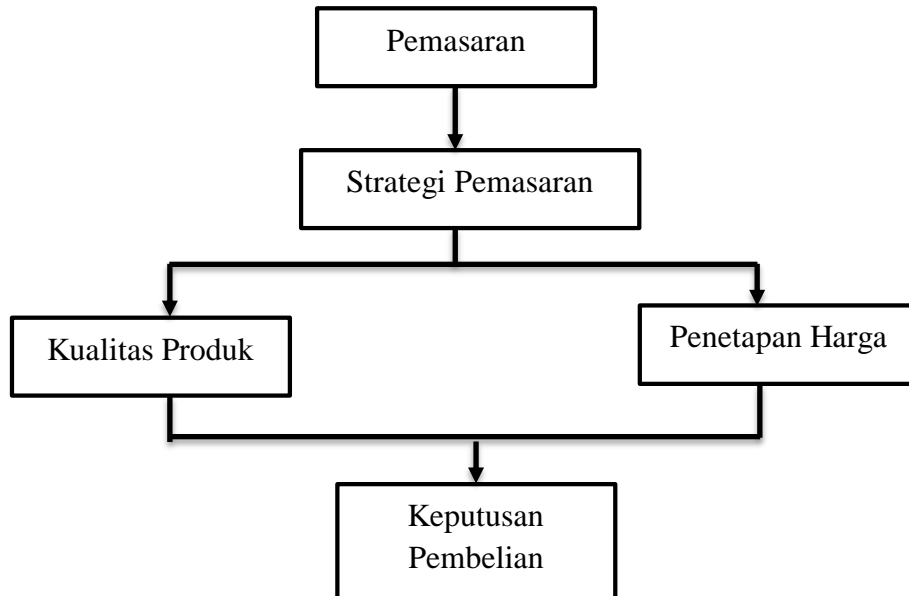 Pemasaran
Strategi Pemasaran
Kualitas Produk
Penetapan Harga
Keputusan
Pembelian